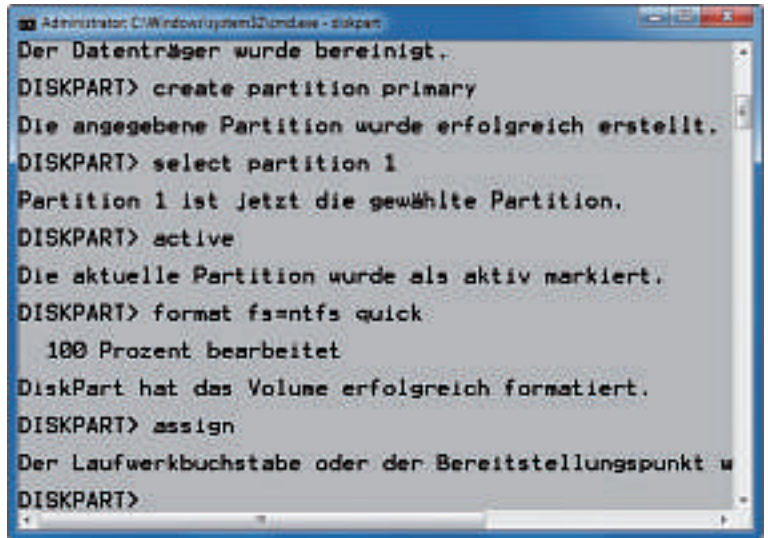 Administrator: C:\Windows\system32\cmd.exe - diskpart
Der Datenträger wurde bereinigt.
DISKPART> create partition primary
Die angegebene Partition wurde erfolgreich erstellt.
DISKPART> select partition 1
Partition 1 ist jetzt die gewählte Partition.
DISKPART> active
Die aktuelle Partition wurde als aktiv markiert.
DISKPART> format fs=ntfs quick
100 Prozent bearbeitet
DiskPart hat das Volume erfolgreich formatiert.
DISKPART> assign
Der Laufwerkbuchstabe oder der Bereitstellungspunkt w
DISKPART>